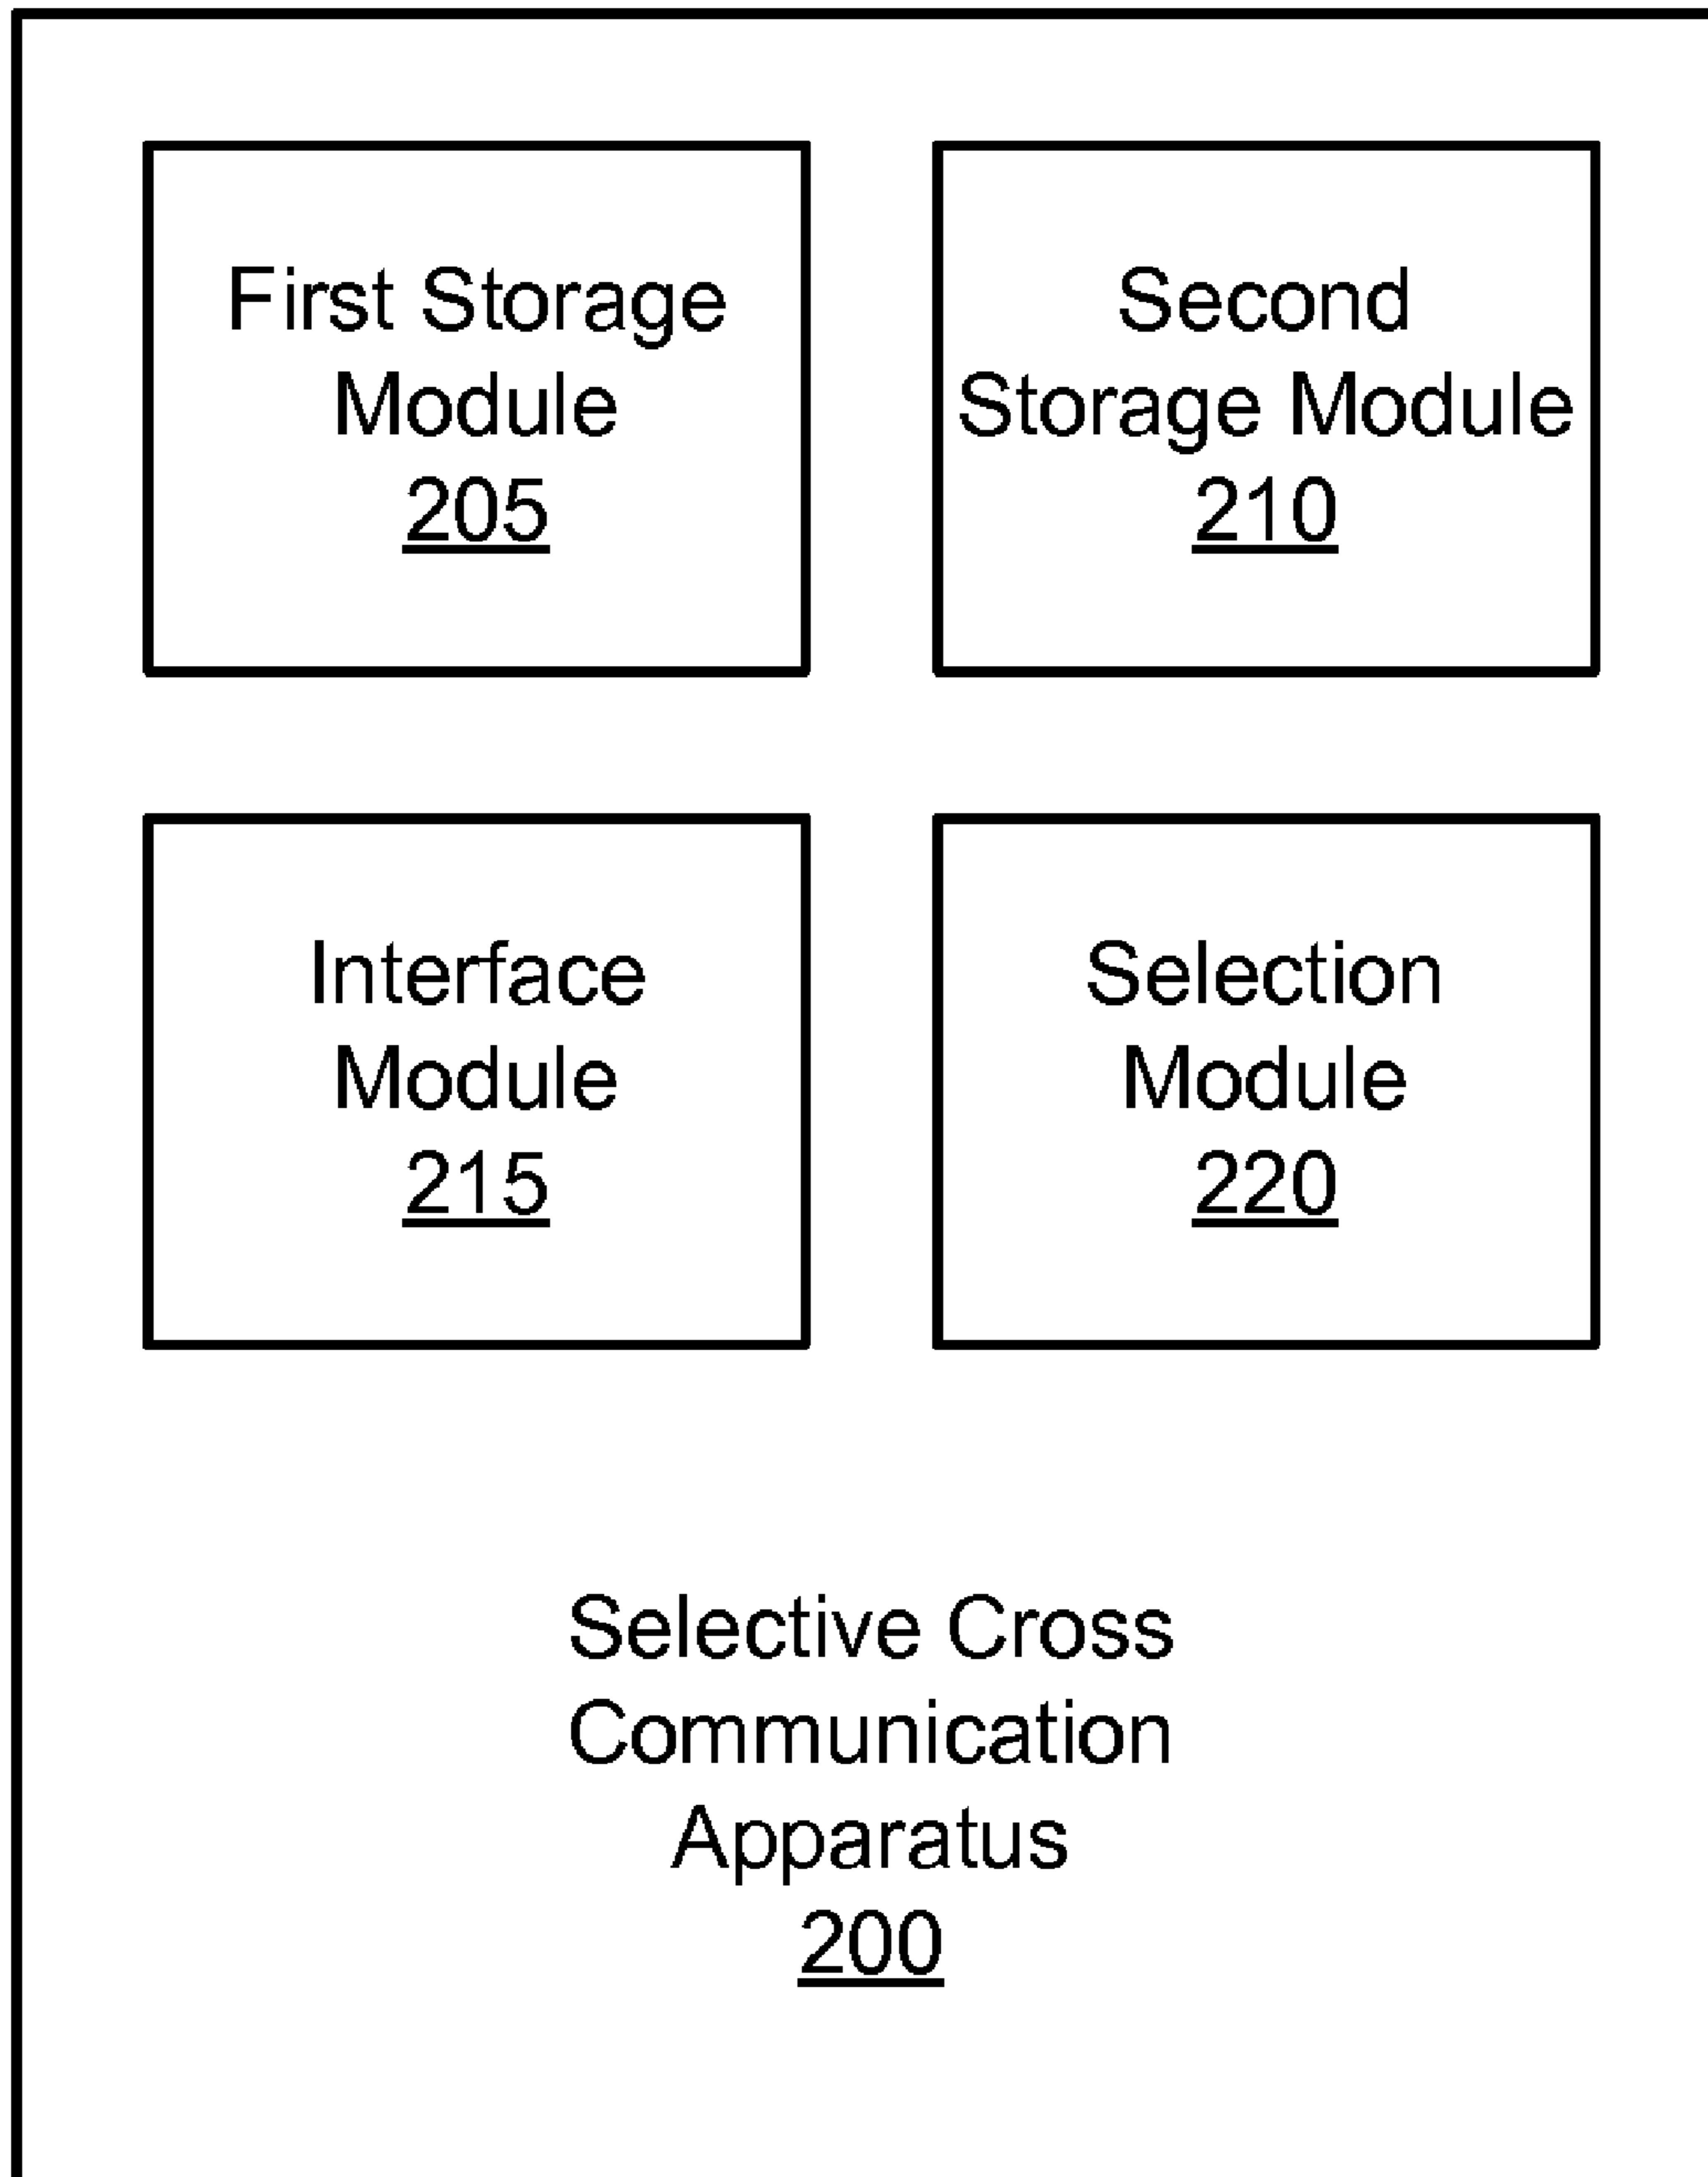 First Storage
Module
205
Second
Storage Module
210
Interface
Module
215
Selection
Module
220
Selective Cross
Communication
Apparatus
200